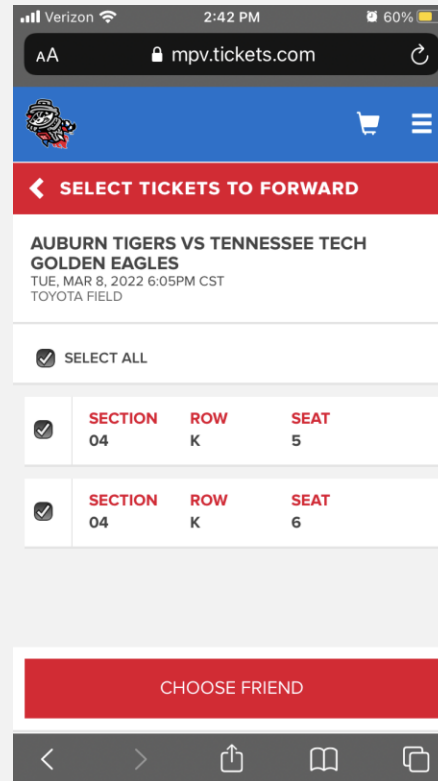 Verizon 2:42 PM 60%
AA mpv.tickets.com
SELECT TICKETS TO FORWARD
AUBURN TIGERS VS TENNESSEE TECH
GOLDEN EAGLES
TUE, MAR 8, 2022 6:05PM CST
TOYOTA FIELD
SELECT ALL
SECTION ROW SEAT
04 K 5
SECTION ROW SEAT
04 K 6
CHOOSE FRIEND